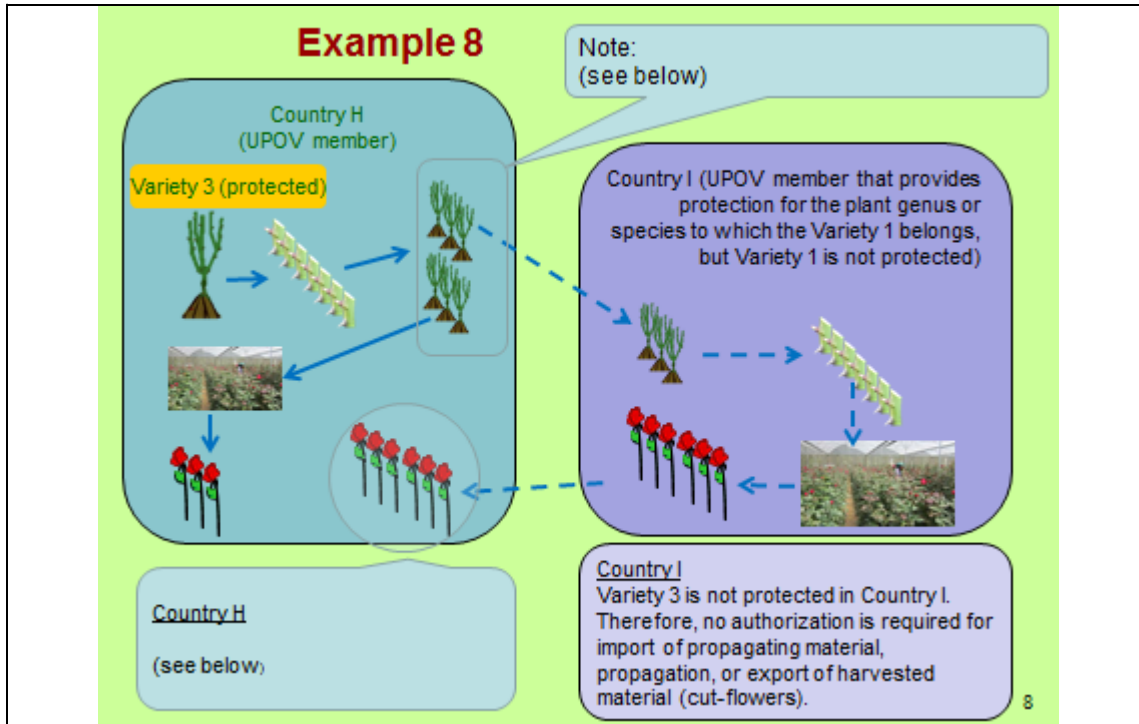 Example 8
Note:
(see below)
Country H
(UPOV member)
Variety 3 (protected)
Country I (UPOV member that provides
protection for the plant genus or
species to which the Variety 1 belongs,
but Variety 1 is not protected)
Country H
(see below)
Country I
Variety 3 is not protected in Country I.
Therefore, no authorization is required for
import of propagating material,
propagation, or export of harvested
material (cut-flowers).
8